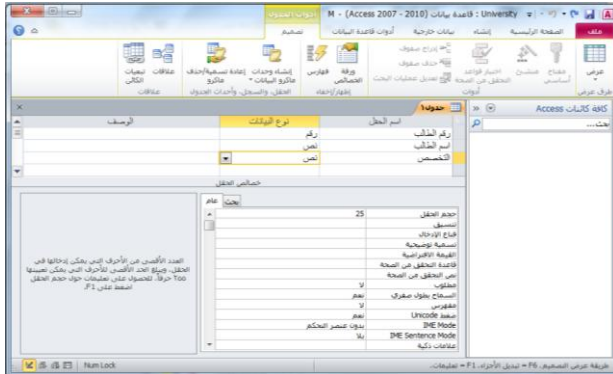 University : قاعدة بيانات (Access 2007 - 2010) - M
أدوات الجدول
ملف
الصفحة الرئيسية
إنشاء
بيانات خارجية
أدوات قاعدة البيانات
تصميم
عرض
مفتاح أساسي
منشئ
اختبار قواعد التحقق من الصحة
إدراج صفوف
حذف صفوف
تعديل عمليات البحث
ورقة الخصائص
فهارس
إنشاء وحدات ماكرو البيانات
إعادة تسمية/حذف ماكرو
علاقات
تبعيات الكائن
طرق عرض
أدوات
إظهار/إخفاء
الحقل، والسجل، وأحداث الجدول
علاقات
كافة كائنات Access
بحث...
جدول1
اسم الحقل
نوع البيانات
الوصف
رقم الطالب
رقم
اسم الطالب
نص
التخصص
نص
خصائص الحقل
عام
بحث
حجم الحقل
25
تنسيق
قناع الإدخال
تسمية توضيحية
القيمة الافتراضية
قاعدة التحقق من الصحة
نص التحقق من الصحة
مطلوب
لا
السماح بطول صفري
نعم
مفهرس
لا
ضغط Unicode
نعم
IME Mode
بدون عنصر التحكم
IME Sentence Mode
بلا
علامات ذكية
العدد الأقصى من الأحرف التي يمكن إدخالها في
الحقل. ويبلغ الحد الأقصى للأحرف التي يمكن تعيينها
٢٥٥ حرفاً. للحصول على تعليمات حول حجم الحقل
اضغط على F1.
طريقة عرض التصميم. F6 = تبديل الأجزاء. F1 = تعليمات.
Num Lock